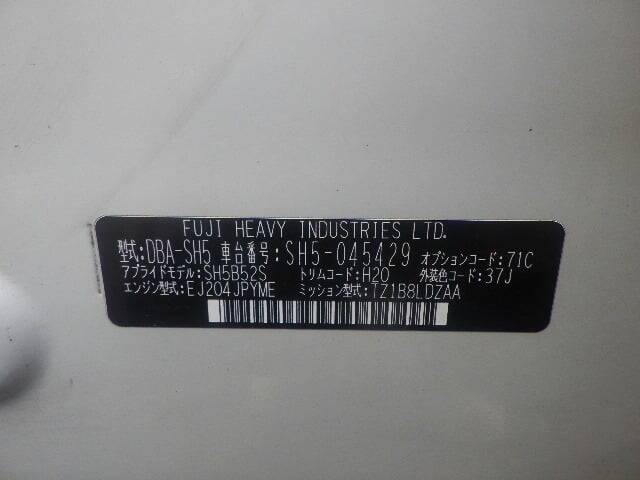 FUJI HEAVY INDUSTRIES LTD.
型式:DBA-SH5 車台番号:SH5-045429 オプションコード:71C
アプライドモデル:SH5B52S トリムコード:H20 外装色コード:37J
エンジン型式:EJ204JPYME ミッション型式:TZ1B8LDZAA